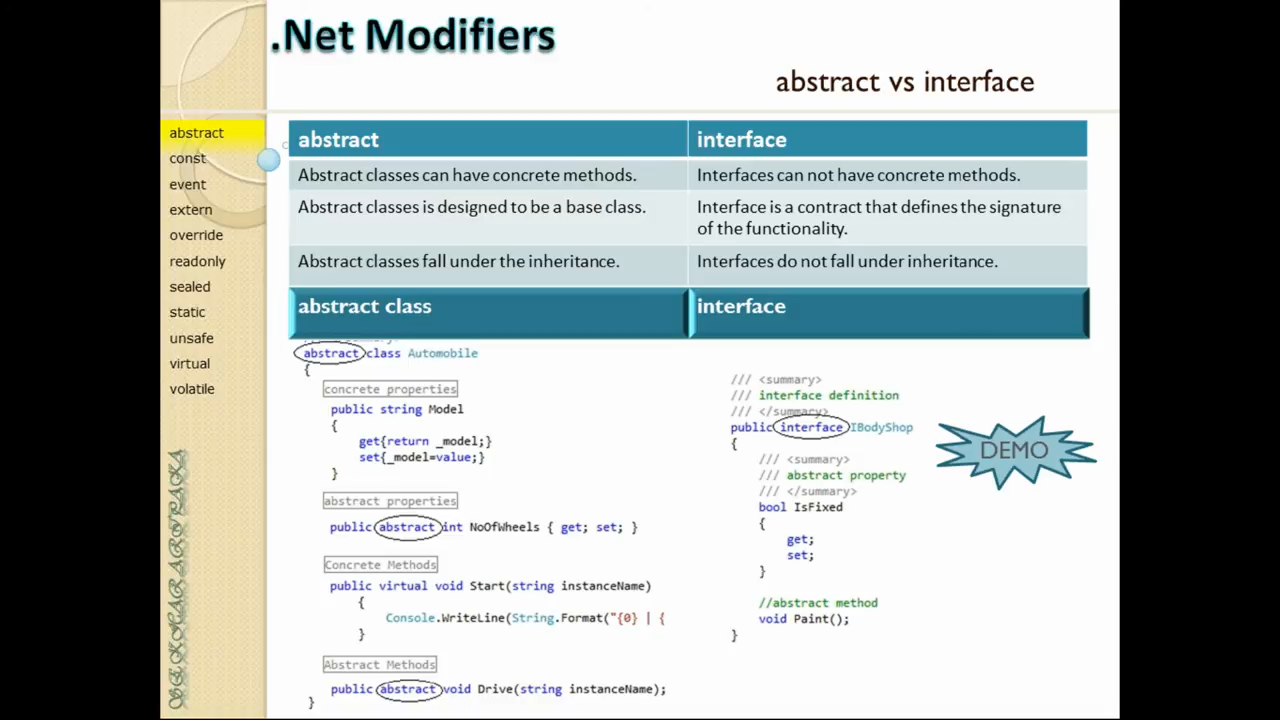 .Net Modifiers
abstract vs interface
abstract
const
event
extern
override
readonly
sealed
static
unsafe
virtual
volatile
abstract interface
Abstract classes can have concrete methods. Interfaces can not have concrete methods.
Abstract classes is designed to be a base class. Interface is a contract that defines the signature
of the functionality.
Abstract classes fall under the inheritance. Interfaces do not fall under inheritance.
abstract class interface
abstract class Automobile
{
concrete properties
public string Model
{
get{return _model;}
set{_model=value;}
}
abstract properties
public abstract int NoOfWheels { get; set; }
Concrete Methods
public virtual void Start(string instanceName)
{
Console.WriteLine(String.Format("{0} | {
}
Abstract Methods
public abstract void Drive(string instanceName);
}
/// <summary>
/// interface definition
/// </summary>
public interface IBodyShop
{
/// <summary>
/// abstract property
/// </summary>
bool IsFixed
{
get;
set;
}
//abstract method
void Paint();
}
DEMO